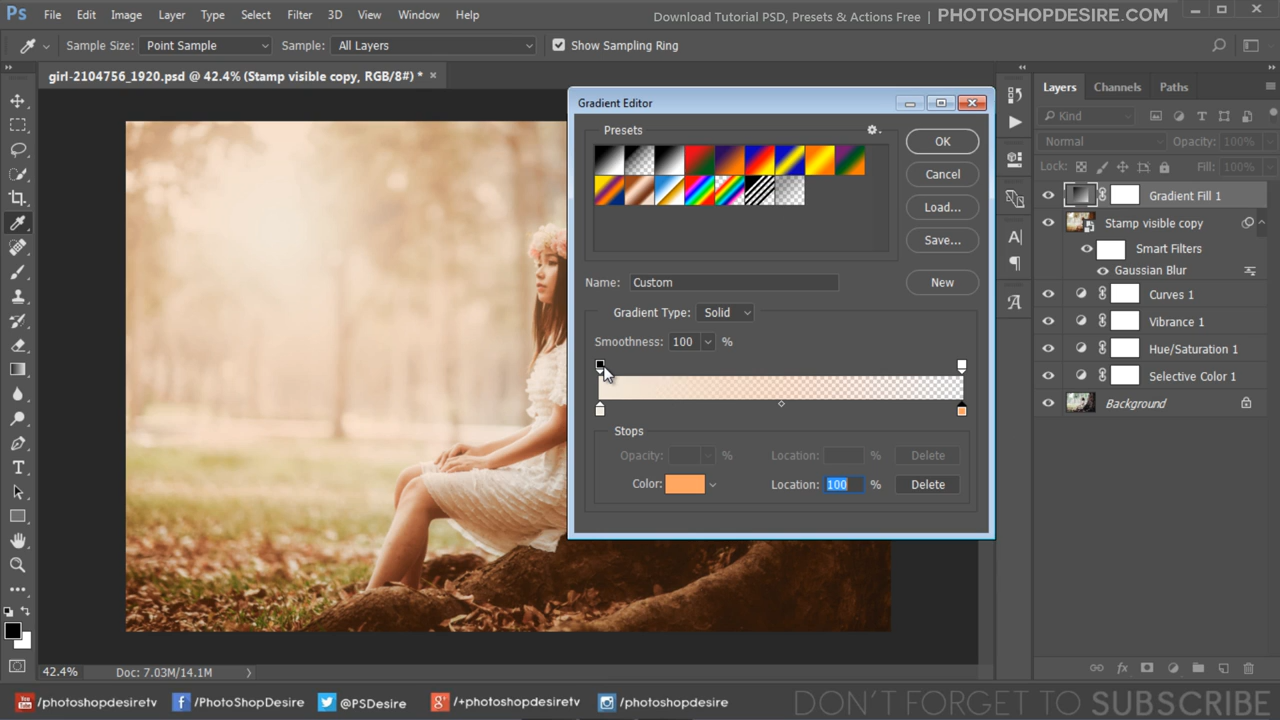 Ps File Edit Image Layer Type Select Filter 3D View Window Help
Download Tutorial PSD, Presets & Actions Free | PHOTOSHOPDESIRE.COM
Sample Size: Point Sample Sample: All Layers Show Sampling Ring
girl-2104756_1920.psd @ 42.4% (Stamp visible copy, RGB/8#) * ×
Gradient Editor
Presets
OK
Cancel
Load...
Save...
Name: Custom
New
Gradient Type: Solid
Smoothness: 100 %
Stops
Opacity: % Location: % Delete
Color: Location: 100 % Delete
Layers Channels Paths
Kind
Normal Opacity: 100%
Lock: Fill: 100%
Gradient Fill 1
Stamp visible copy
Smart Filters
Gaussian Blur
Curves 1
Vibrance 1
Hue/Saturation 1
Selective Color 1
Background
42.4% Doc: 7.03M/14.1M
You Tube /photoshopdesiretv /PhotoShopDesire @PSDesire g+ /+photoshopdesiretv /photoshopdesire
DON'T FORGET TO SUBSCRIBE